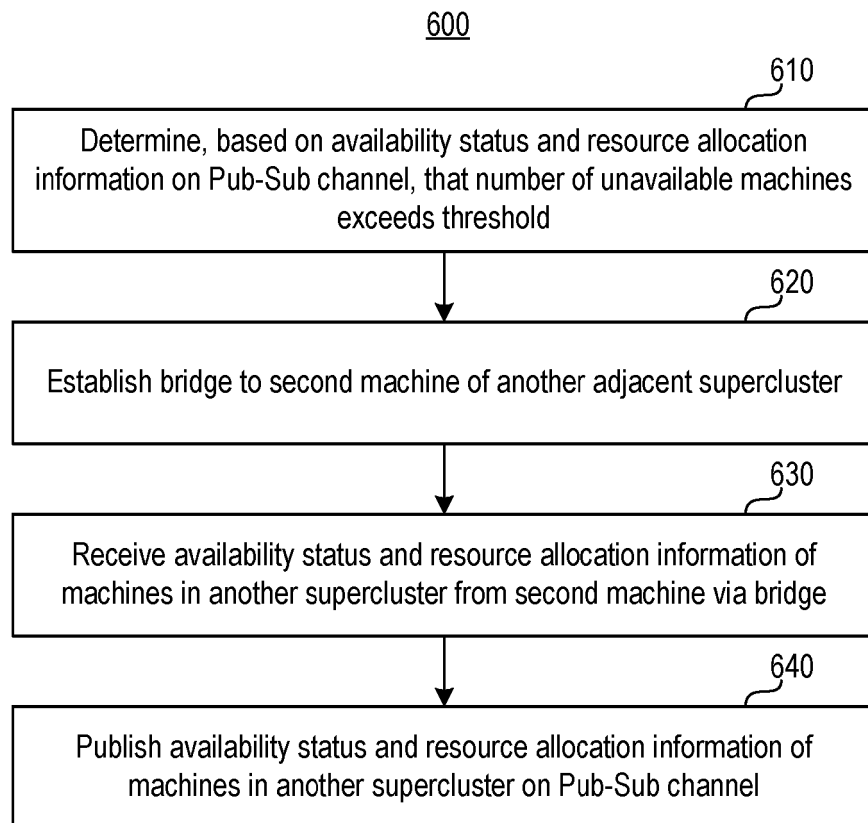 600
610
Determine, based on availability status and resource allocation
information on Pub-Sub channel, that number of unavailable machines
exceeds threshold
620
Establish bridge to second machine of another adjacent supercluster
630
Receive availability status and resource allocation information of
machines in another supercluster from second machine via bridge
640
Publish availability status and resource allocation information of
machines in another supercluster on Pub-Sub channel